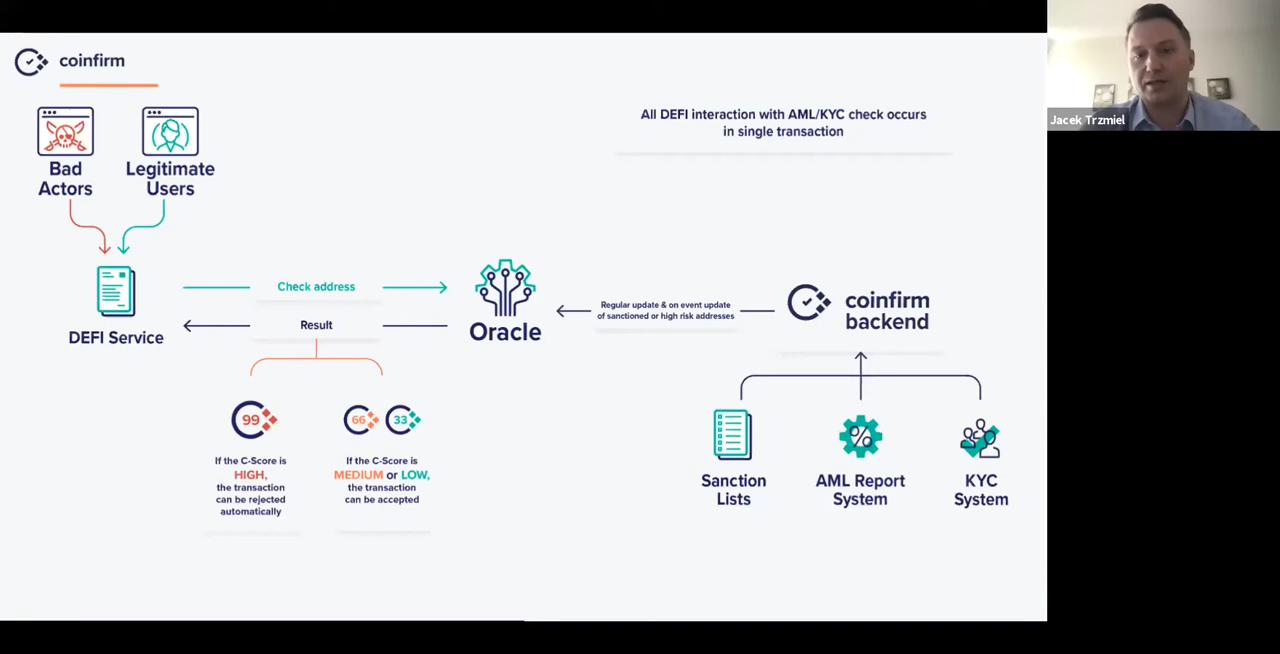 coinfirm
Jacek Trzmiel
Bad
Actors
Legitimate
Users
All DEFI interaction with AML/KYC check occurs
in single transaction
DEFI Service
Check address
Result
Oracle
Regular update & on event update
of sanctioned or high risk addresses
coinfirm
backend
99
If the C-Score is
HIGH,
the transaction
can be rejected
automatically
66
33
If the C-Score is
MEDIUM or LOW,
the transaction
can be accepted
Sanction
Lists
%
AML Report
System
KYC
System